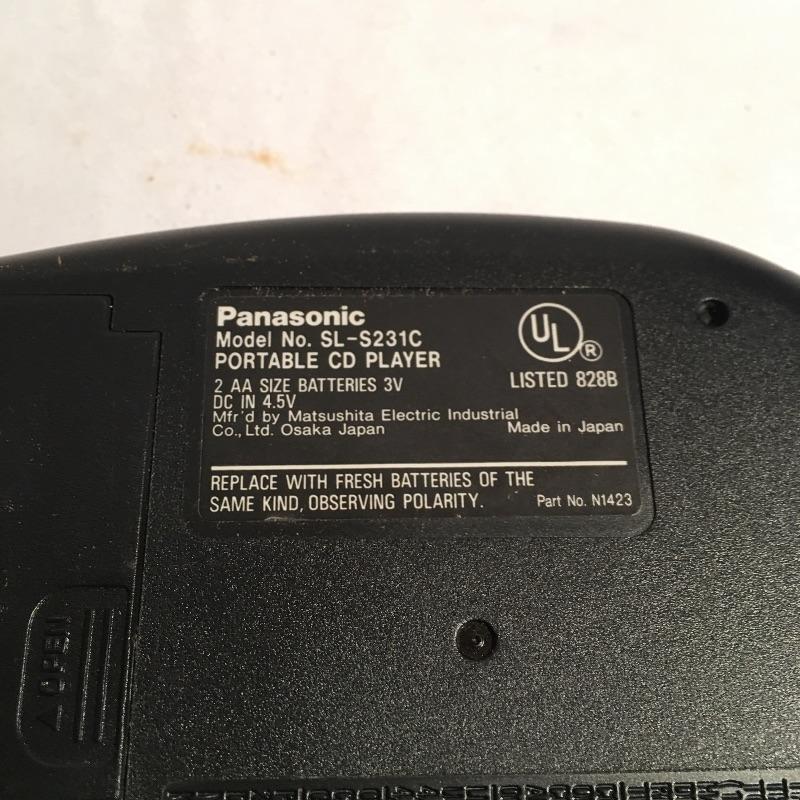 Panasonic
Model No. SL-S231C
PORTABLE CD PLAYER
2 AA SIZE BATTERIES 3V
DC IN 4.5V
Mfr'd by Matsushita Electric Industrial
Co., Ltd. Osaka Japan
Made in Japan
UL®
LISTED 828B
REPLACE WITH FRESH BATTERIES OF THE
SAME KIND, OBSERVING POLARITY.
Part No. N1423
OPEN